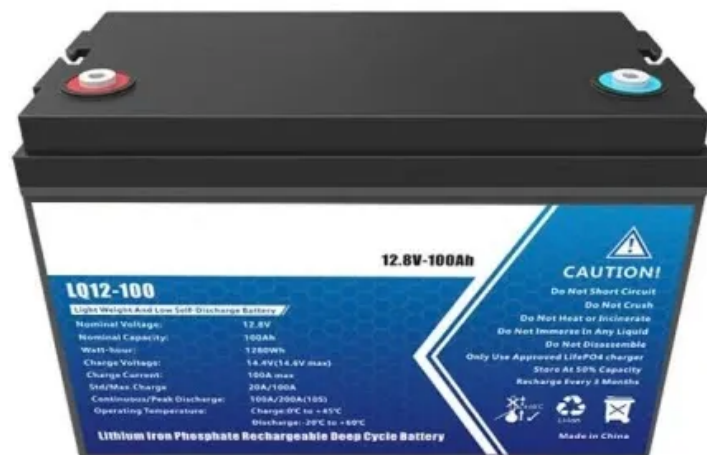 12.8V-100Ah
LQ12-100
Light Weight And Low Self-Discharge Battery
Nominal Voltage: 12.8V
Nominal Capacity: 100Ah
Watt-hour: 1280Wh
Charge Voltage: 14.4V(14.6V max)
Charge Current: 100A max
Std/Max.Charge 20A/100A
Continuous/Peak Discharge: 100A/200A(10S)
Operating Temperature: Charge:0℃ to +45℃
Discharge:-20℃ to +60℃
Lithium Iron Phosphate Rechargeable Deep Cycle Battery
CAUTION!
Do Not Short Circuit
Do Not Crush
Do Not Heat or Incinerate
Do Not Immerse In Any Liquid
Do Not Disassemble
Only Use Approved LifePO4 charger
Store At 50% Capacity
Recharge Every 3 Months
Li-ion
Made in China